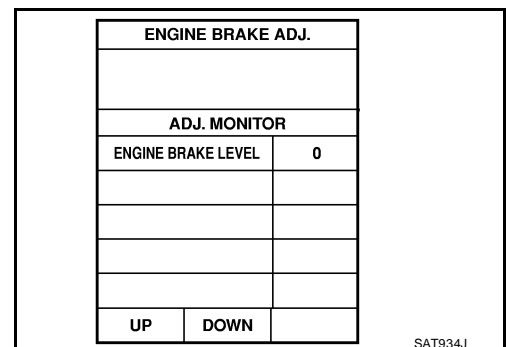 ENGINE BRAKE ADJ.
ADJ. MONITOR
ENGINE BRAKE LEVEL 0
UP DOWN
SAT934J